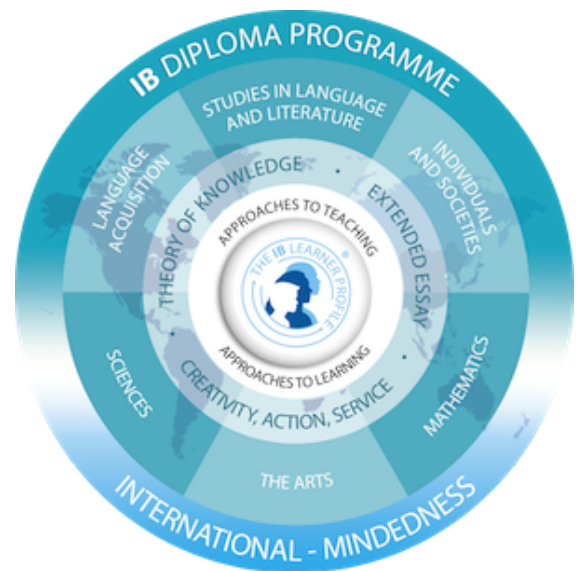 IB DIPLOMA PROGRAMME
STUDIES IN LANGUAGE
AND LITERATURE
LANGUAGE
ACQUISITION
INDIVIDUALS
AND SOCIETIES
THEORY OF KNOWLEDGE
EXTENDED ESSAY
APPROACHES TO TEACHING
THE IB LEARNER PROFILE ®
APPROACHES TO LEARNING
CREATIVITY, ACTION, SERVICE
SCIENCES
MATHEMATICS
THE ARTS
INTERNATIONAL - MINDEDNESS